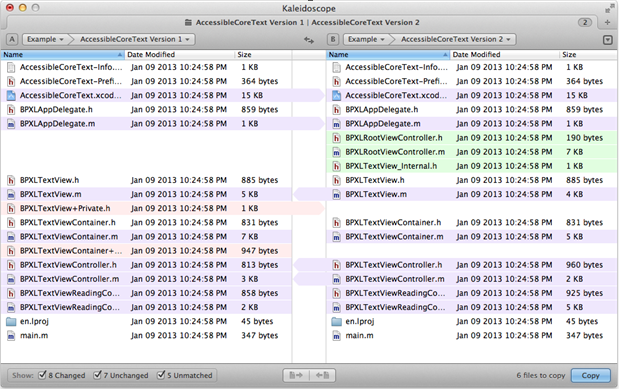 Kaleidoscope
AccessibleCoreText Version 1 | AccessibleCoreText Version 2
2
A Example AccessibleCoreText Version 1 B Example AccessibleCoreText Version 2
Name Date Modified Size Name Date Modified Size
AccessibleCoreText-Info.... Jan 09 2013 10:24:58 PM 1 KB AccessibleCoreText-Info.... Jan 09 2013 10:24:58 PM 1 KB
AccessibleCoreText-Prefi... Jan 09 2013 10:24:58 PM 364 bytes AccessibleCoreText-Prefi... Jan 09 2013 10:24:58 PM 364 bytes
AccessibleCoreText.xcod... Jan 09 2013 10:24:58 PM 15 KB AccessibleCoreText.xcod... Jan 09 2013 10:24:58 PM 15 KB
h BPXLAppDelegate.h Jan 09 2013 10:24:58 PM 859 bytes h BPXLAppDelegate.h Jan 09 2013 10:24:58 PM 859 bytes
m BPXLAppDelegate.m Jan 09 2013 10:24:58 PM 1 KB m BPXLAppDelegate.m Jan 09 2013 10:24:58 PM 1 KB
h BPXLRootViewController.h Jan 09 2013 10:24:58 PM 190 bytes
m BPXLRootViewController.m Jan 09 2013 10:24:58 PM 7 KB
h BPXLTextView_Internal.h Jan 09 2013 10:24:58 PM 1 KB
h BPXLTextView.h Jan 09 2013 10:24:58 PM 885 bytes h BPXLTextView.h Jan 09 2013 10:24:58 PM 885 bytes
m BPXLTextView.m Jan 09 2013 10:24:58 PM 5 KB m BPXLTextView.m Jan 09 2013 10:24:58 PM 4 KB
h BPXLTextView+Private.h Jan 09 2013 10:24:58 PM 1 KB
h BPXLTextViewContainer.h Jan 09 2013 10:24:58 PM 831 bytes h BPXLTextViewContainer.h Jan 09 2013 10:24:58 PM 831 bytes
m BPXLTextViewContainer.m Jan 09 2013 10:24:58 PM 7 KB m BPXLTextViewContainer.m Jan 09 2013 10:24:58 PM 5 KB
h BPXLTextViewContainer+... Jan 09 2013 10:24:58 PM 947 bytes
h BPXLTextViewController.h Jan 09 2013 10:24:58 PM 813 bytes h BPXLTextViewController.h Jan 09 2013 10:24:58 PM 960 bytes
m BPXLTextViewController.m Jan 09 2013 10:24:58 PM 3 KB m BPXLTextViewController.m Jan 09 2013 10:24:58 PM 2 KB
h BPXLTextViewReadingCo... Jan 09 2013 10:24:58 PM 858 bytes h BPXLTextViewReadingCo... Jan 09 2013 10:24:58 PM 925 bytes
m BPXLTextViewReadingCo... Jan 09 2013 10:24:58 PM 2 KB m BPXLTextViewReadingCo... Jan 09 2013 10:24:58 PM 5 KB
en.lproj Jan 09 2013 10:24:58 PM 45 bytes en.lproj Jan 09 2013 10:24:58 PM 45 bytes
m main.m Jan 09 2013 10:24:58 PM 347 bytes m main.m Jan 09 2013 10:24:58 PM 347 bytes
Show: 8 Changed 7 Unchanged 5 Unmatched 6 files to copy Copy